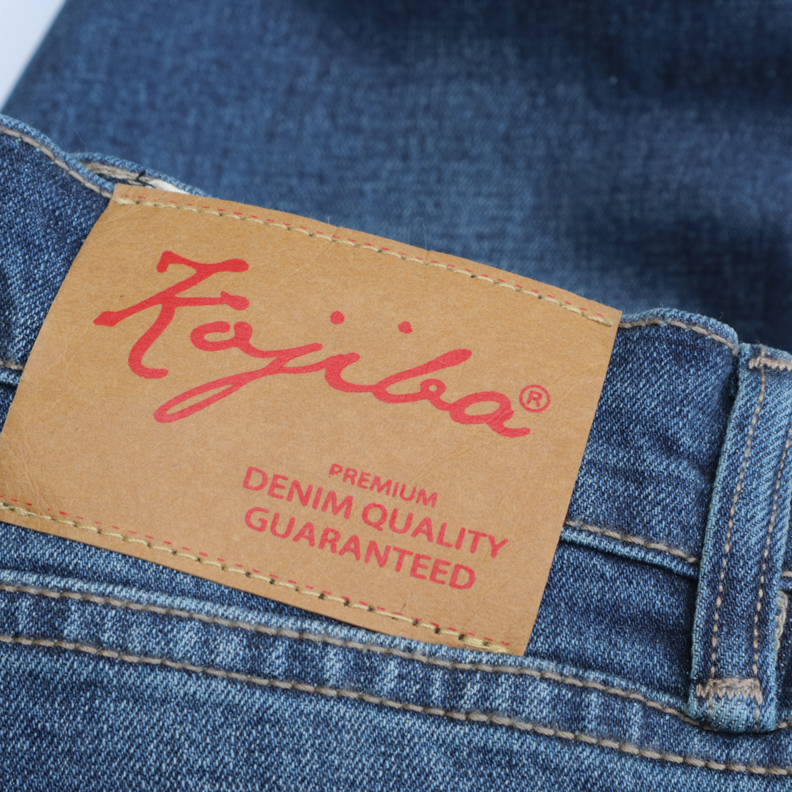 Kojiba®
PREMIUM
DENIM QUALITY
GUARANTEED